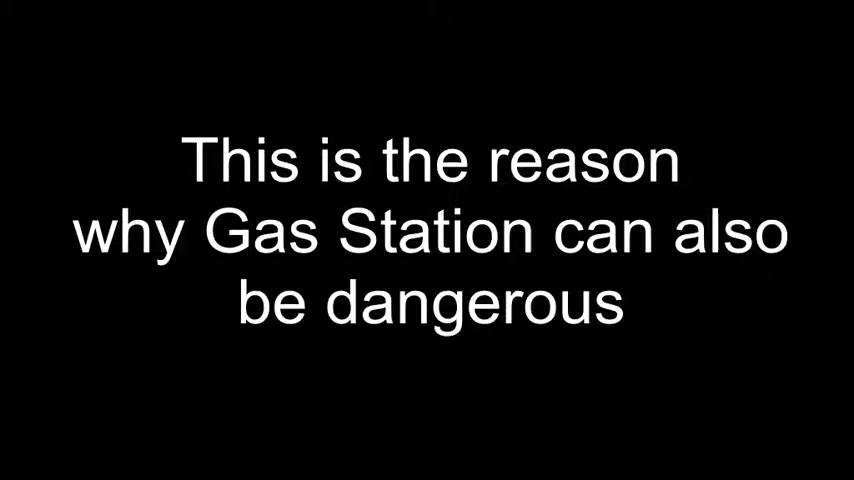 This is the reason
why Gas Station can also
be dangerous